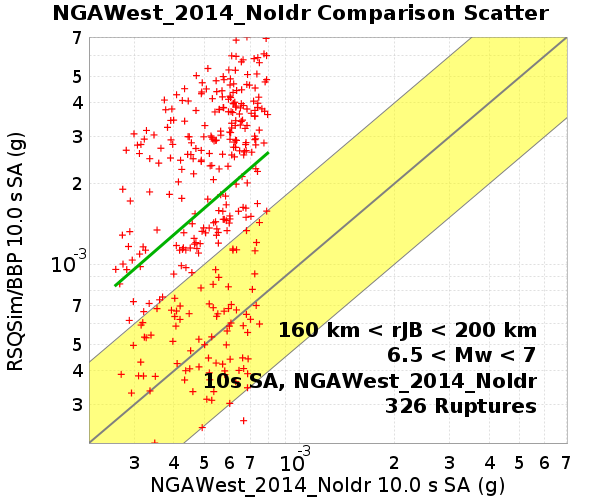 NGAWest_2014_NoIdr Comparison Scatter
RSQSim/BBP 10.0 s SA (g)
7
5
4
3
2
10⁻³
7
5
4
3
160 km < rJB < 200 km
6.5 < Mw < 7
10s SA, NGAWest_2014_NoIdr
326 Ruptures
3 4 5 6 7 10⁻³ 2 3 4 5 6 7
NGAWest_2014_NoIdr 10.0 s SA (g)